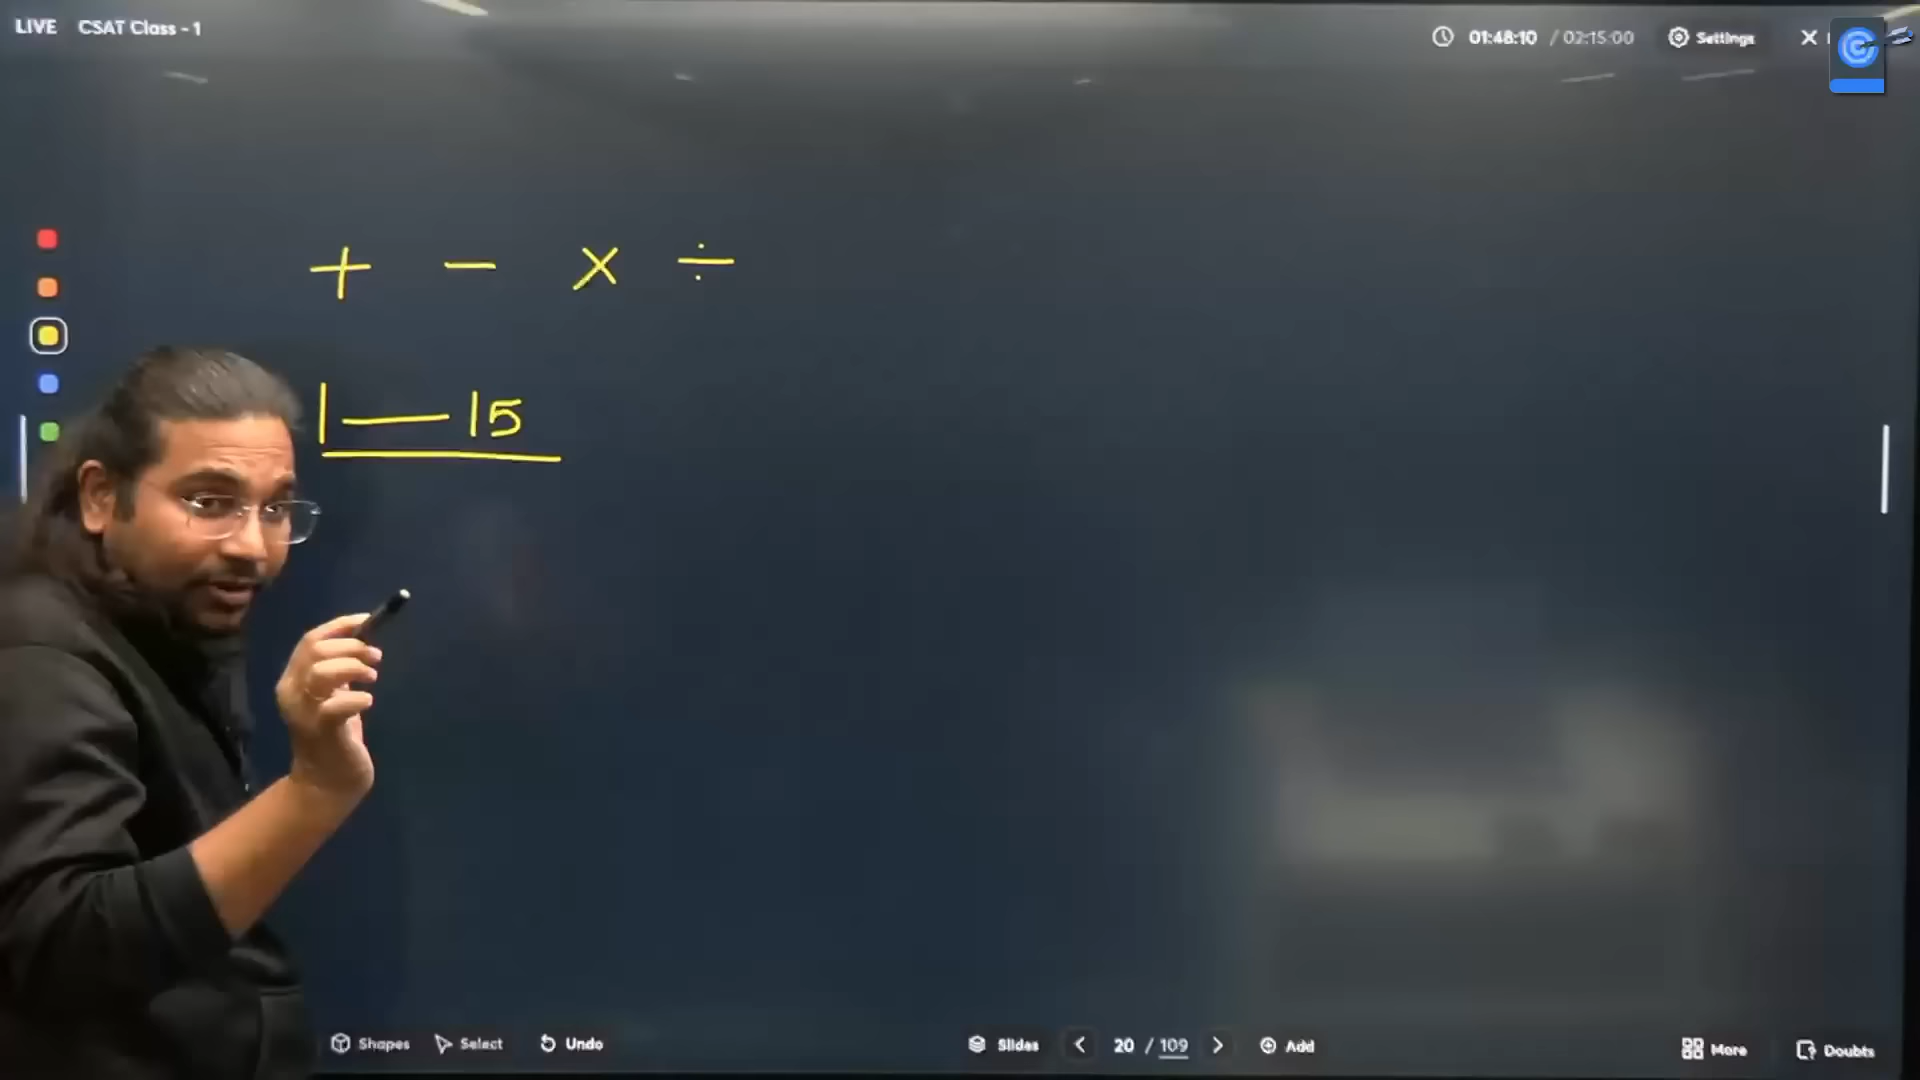 LIVE CSAT Class - 1
01:48:10 / 02:15:00 Settings
+ - × ÷
1 — 15
Shapes Select Undo Slides 20 / 109 Add More Doubts